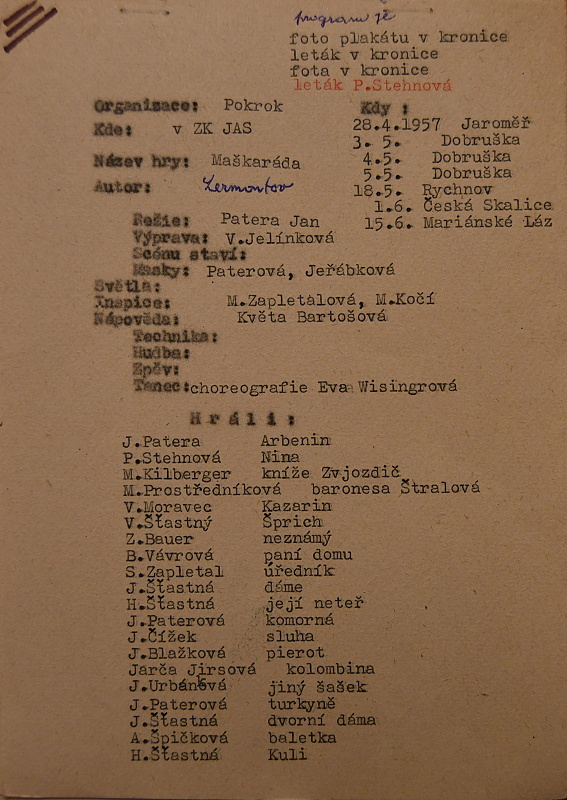 program je
foto plakátu v kronice
leták v kronice
fota v kronice
leták P.Stehnová
Organizace: Pokrok
Kdy :
Kde: v ZK JAS
28.4.1957 Jaroměř
3. 5. Dobruška
Název hry: Maškaráda
4.5. Dobruška
5.5. Dobruška
Autor: Lermontov
18.5. Rychnov
1.6. Česká Skalice
15.6. Mariánské Láz
Režie: Patera Jan
Výprava: V.Jelínková
Scénu staví:
Masky: Paterová, Jeřábková
Světla:
Inspice: M.Zapletalová, M.Kočí
Nápověda: Květa Bartošová
Technika:
Hudba:
Zpěv:
Tanec:choreografie Eva Wisingrová
H r á l i :
J.Patera Arbenin
P.Stehnová Nina
M.Kilberger kníže Zvjozdič
M.Prostředníková baronesa Štralová
V.Moravec Kazarin
V.Šťastný Šprich
Z.Bauer neznámý
B.Vávrová paní domu
S.Zapletal úředník
J.Šťastná dáme
H.Šťastná její neteř
J.Paterová komorná
J.Čížek sluha
J.Blažková pierot
Jarča Jirsová kolombina
J.Urbánková jiný šašek
J.Paterová turkyně
J.Šťastná dvorní dáma
A.Špičková baletka
H.Šťastná Kuli